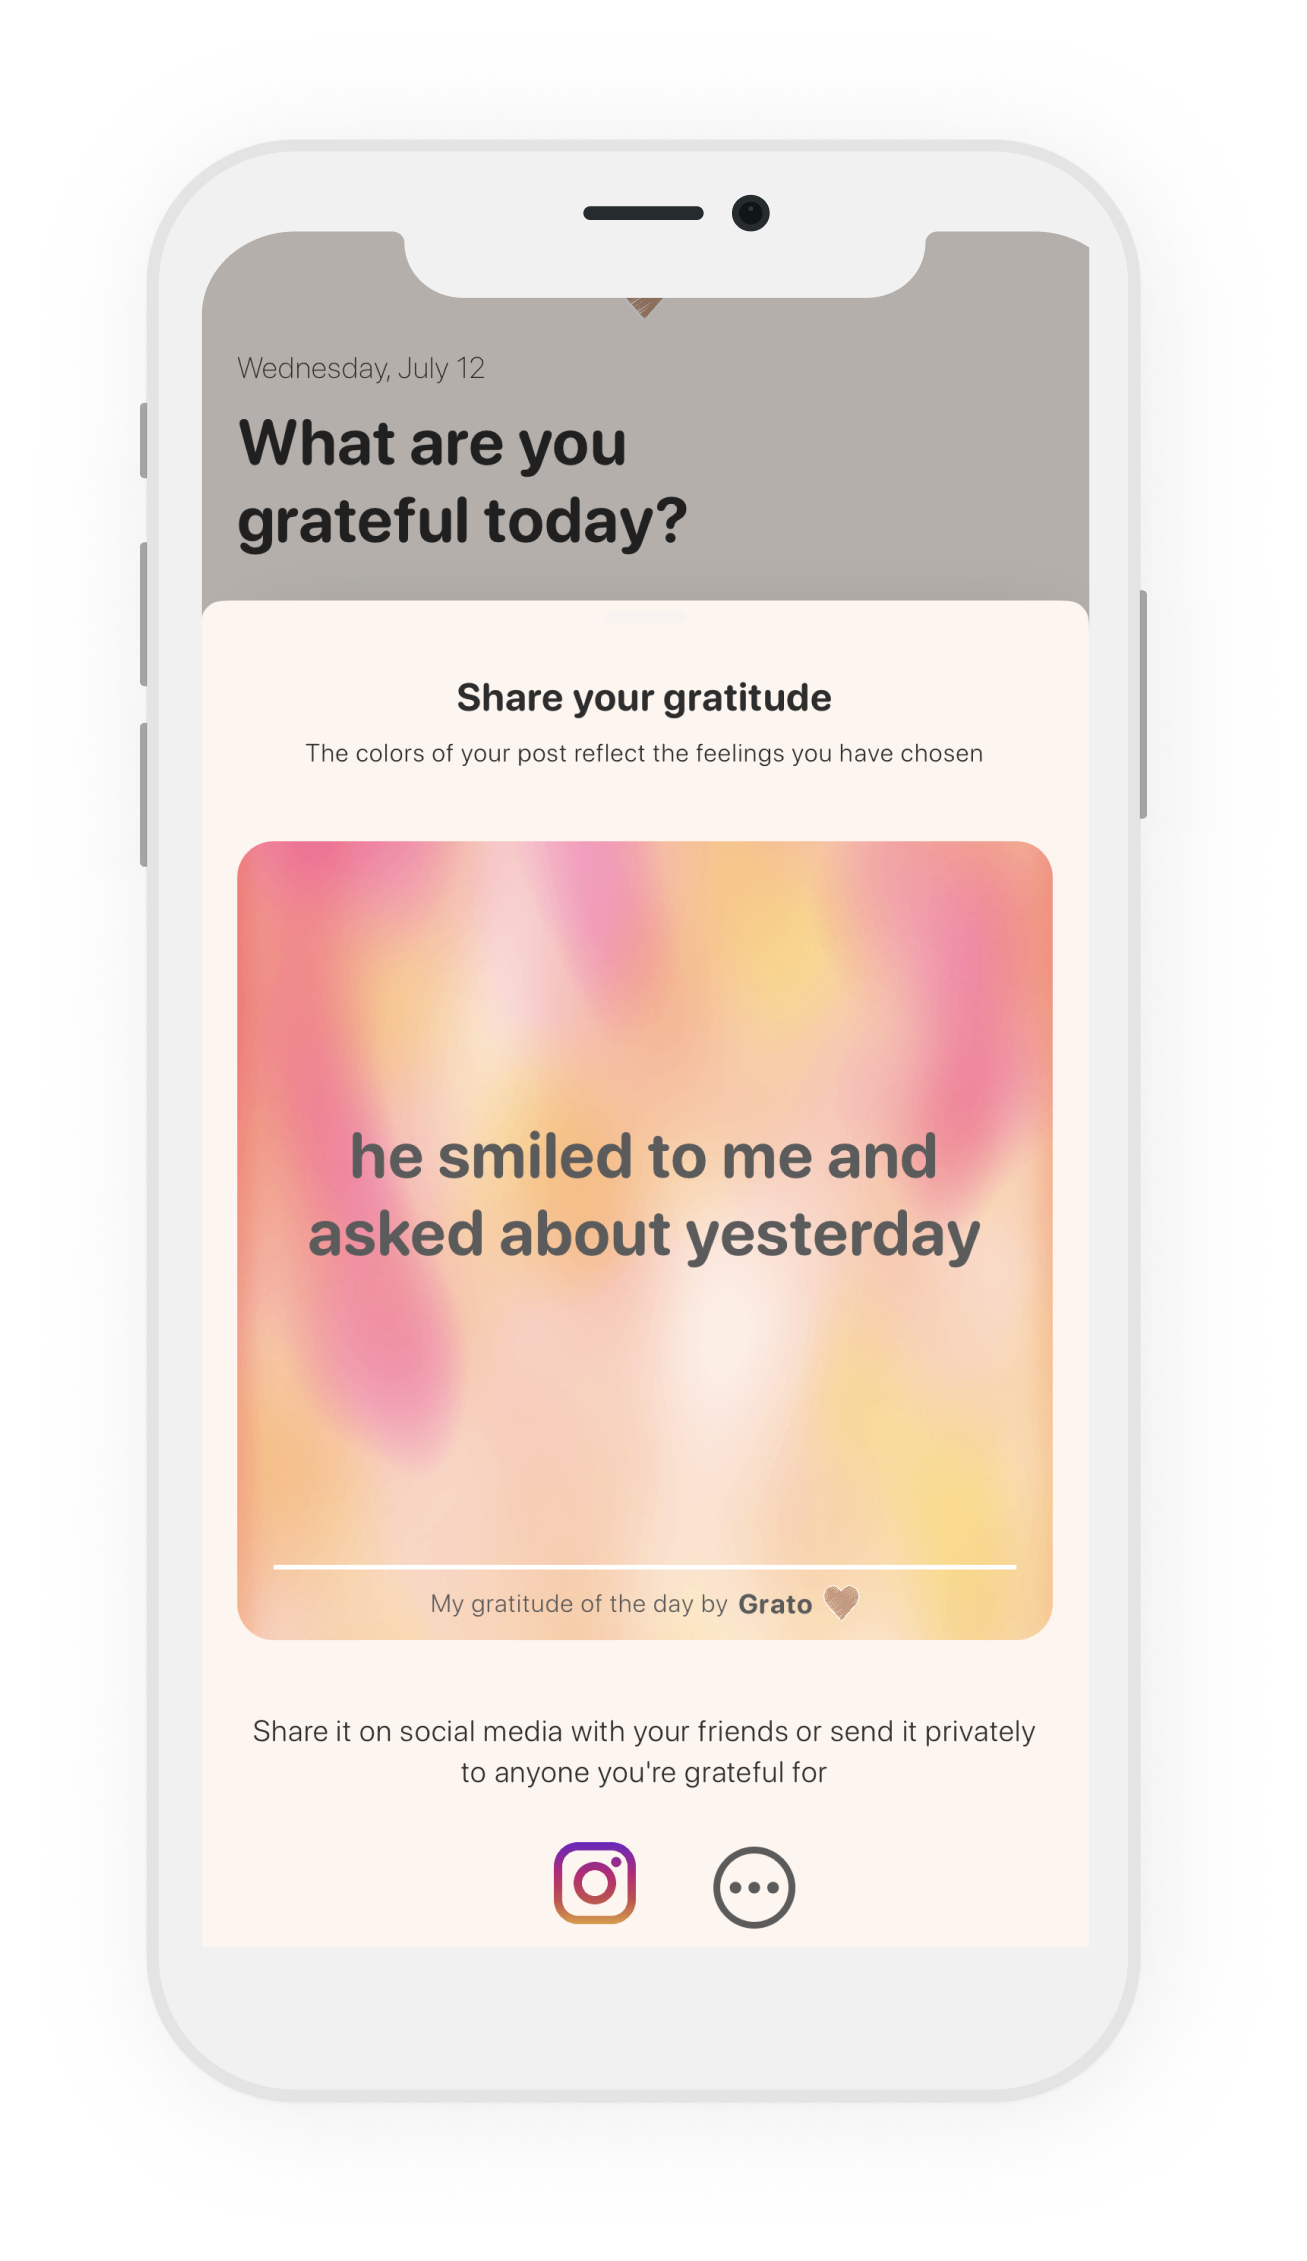 Wednesday, July 12
What are you
grateful today?
Share your gratitude
The colors of your post reflect the feelings you have chosen
he smiled to me and
asked about yesterday
My gratitude of the day by Grato
Share it on social media with your friends or send it privately
to anyone you're grateful for